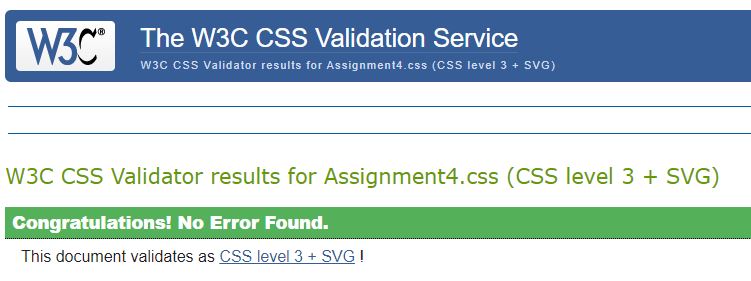 W3C®
The W3C CSS Validation Service
W3C CSS Validator results for Assignment4.css (CSS level 3 + SVG)
W3C CSS Validator results for Assignment4.css (CSS level 3 + SVG)
Congratulations! No Error Found.
This document validates as CSS level 3 + SVG !